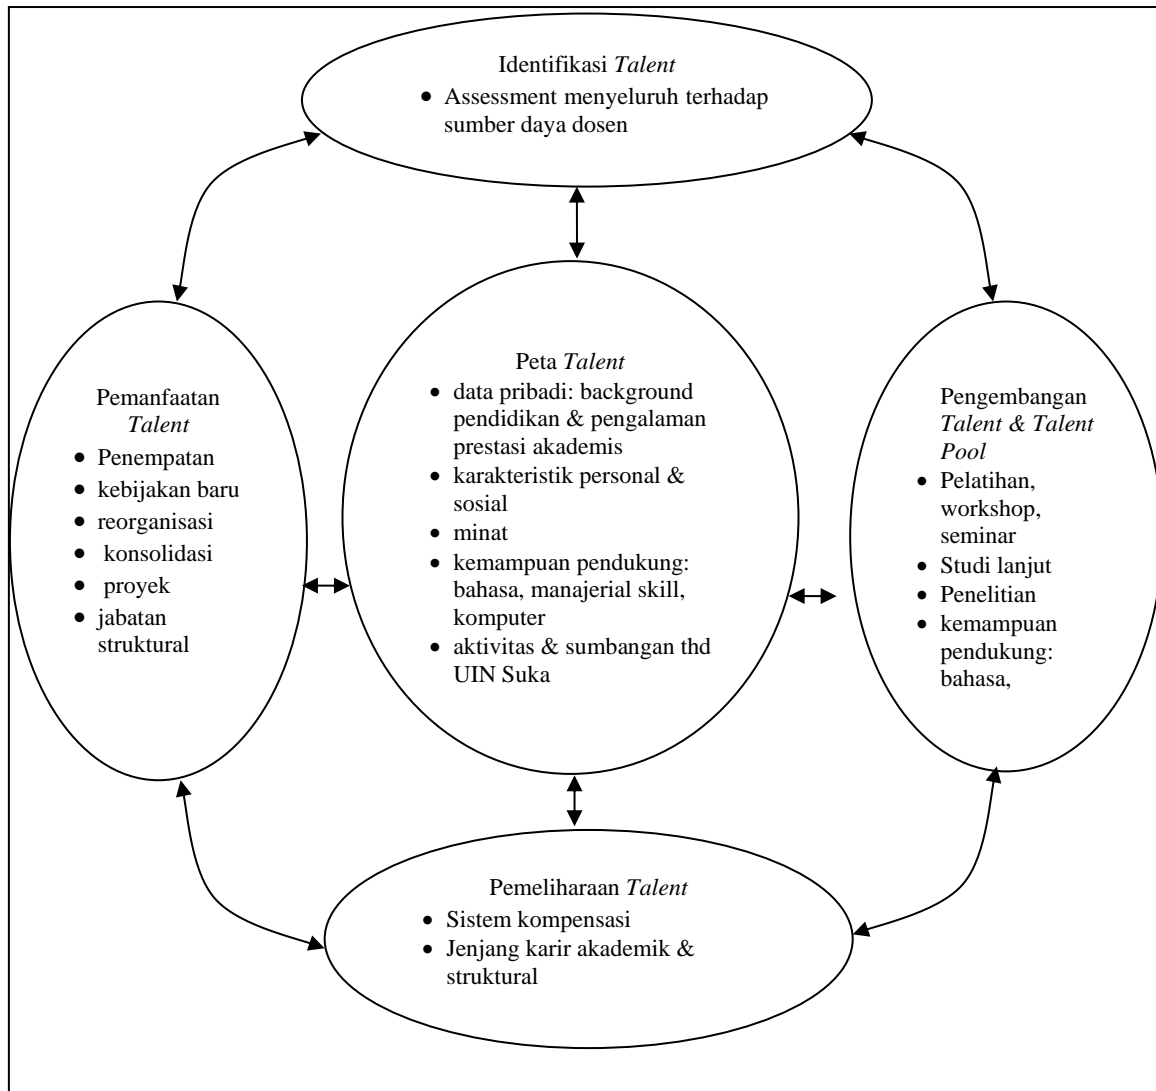 Identifikasi Talent
• Assessment menyeluruh terhadap
sumber daya dosen
Pemanfaatan
Talent
• Penempatan
• kebijakan baru
• reorganisasi
• konsolidasi
• proyek
• jabatan
struktural
Peta Talent
• data pribadi: background
pendidikan & pengalaman
prestasi akademis
• karakteristik personal &
sosial
• minat
• kemampuan pendukung:
bahasa, manajerial skill,
komputer
• aktivitas & sumbangan thd
UIN Suka
Pengembangan
Talent & Talent
Pool
• Pelatihan,
workshop,
seminar
• Studi lanjut
• Penelitian
• kemampuan
pendukung:
bahasa,
Pemeliharaan Talent
• Sistem kompensasi
• Jenjang karir akademik &
struktural